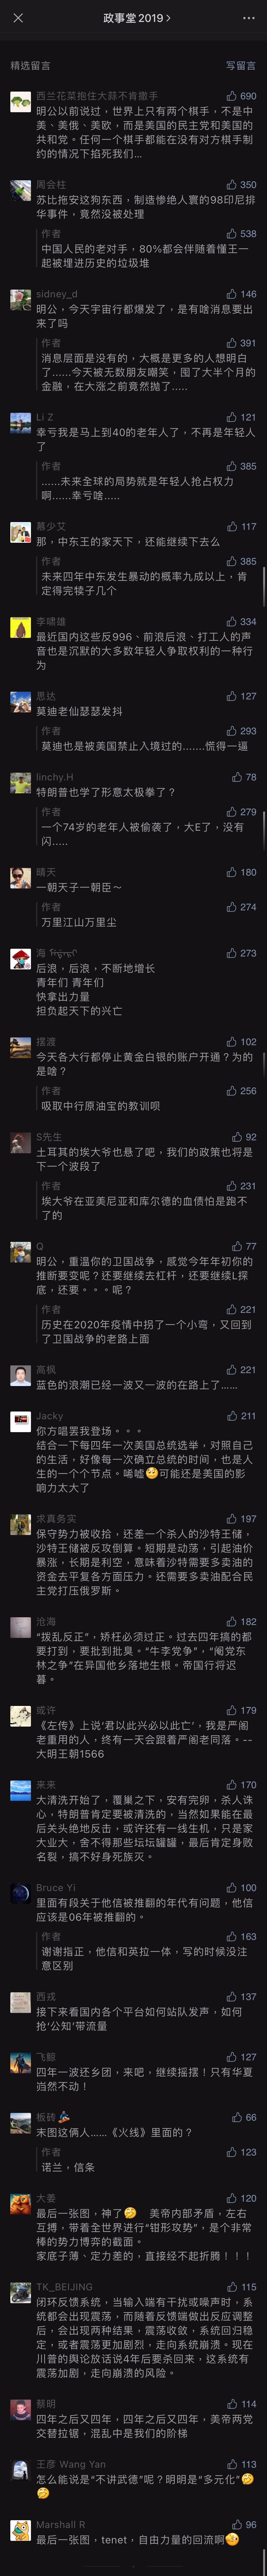 政事堂2019
精选留言
写留言
西兰花菜抱住大蒜不肯撒手
690
明公以前说过，世界上只有两个棋手，不是中
美、美俄、美欧，而是美国的民主党和美国的
共和党。任何一个棋手都能在没有对方棋手制
约的情况下掐死我们...
周会柱
350
苏比拖安这狗东西，制造惨绝人寰的98印尼排
华事件，竟然没被处理
作者
538
中国人民的老对手，80%都会伴随着懂王一
起被埋进历史的垃圾堆
sidney_d
146
明公，今天宇宙行都爆发了，是有啥消息要出
来了吗
作者
391
消息层面是没有的，大概是更多的人想明白
了......今天被无数朋友嘲笑，囤了大半个月的
金融，在大涨之前竟然抛了.....
Li Z
121
幸亏我是马上到40的老年人了，不再是年轻人
了
作者
385
......未来全球的局势就是年轻人抢占权力
啊......幸亏啥.....
慕少艾
117
那，中东王的家天下，还能继续下去么
作者
385
未来四年中东发生暴动的概率九成以上，肯
定得完犊子几个
李啸雄
334
最近国内这些反996、前浪后浪、打工人的声
音也是沉默的大多数年轻人争取权利的一种行
为
思达
127
莫迪老仙瑟瑟发抖
作者
293
莫迪也是被美国禁止入境过的.......慌得一逼
linchy.H
78
特朗普也学了形意太极拳了？
作者
279
一个74岁的老年人被偷袭了，大E了，没有
闪.....
晴天
180
一朝天子一朝臣～
作者
274
万里江山万里尘
海
273
后浪，后浪，不断地增长
青年们 青年们
快拿出力量
担负起天下的兴亡
摆渡
102
今天各大行都停止黄金白银的账户开通？为的
是啥？
作者
256
吸取中行原油宝的教训呗
S先生
92
土耳其的埃大爷也悬了吧，我们的政策也将是
下一个波段了
作者
231
埃大爷在亚美尼亚和库尔德的血债怕是跑不
了的
Q
77
明公，重温你的卫国战争，感觉今年年初你的
推断要变呢？还要继续去杠杆，还要继续L探
底，还要。。。呢？
作者
221
历史在2020年疫情中拐了一个小弯，又回到
了卫国战争的老路上面
高枫
221
蓝色的浪潮已经一波又一波的在路上了......
Jacky
211
你方唱罢我登场。。。
结合一下每四年一次美国总统选举，对照自己
的生活，好像每一次确立总统的时间，也是人
生的一个个节点。唏嘘🥺可能还是美国的影
响力太大了
求真务实
197
保守势力被收拾，还差一个杀人的沙特王储，
沙特王储被反攻倒算。短期是动荡，引起油价
暴涨，长期是利空，意味着沙特需要多卖油的
资金去平复各方面压力。还需要多卖油配合民
主党打压俄罗斯。
沧海
182
“拨乱反正”，矫枉必须过正。过去四年搞的都
要打到，要批到批臭。“牛李党争”，“阉党东
林之争”在异国他乡落地生根。帝国行将迟
暮。
或许
179
《左传》上说‘君以此兴必以此亡’，我是严阁
老重用的人，终有一天会跟着严阁老同落。--
大明王朝1566
来来
170
大清洗开始了，覆巢之下，安有完卵，杀人诛
心，特朗普肯定要被清洗的，当然如果能在最
后关头绝地反击，或许还有一线生机，只是家
大业大，舍不得那些坛坛罐罐，最后肯定身败
名裂，搞不好身死族灭。
Bruce Yi
100
里面有段关于他信被推翻的年代有问题，他信
应该是06年被推翻的。
作者
163
谢谢指正，他信和英拉一体，写的时候没注
意区别
西戎
137
接下来看国内各个平台如何站队发声，如何
抢‘公知’带流量
飞鲸
127
四年一波还乡团，来吧，继续摇摆！只有华夏
岿然不动！
板砖
66
末图这俩人......《火线》里面的？
作者
123
诺兰，信条
大姜
120
最后一张图，神了🤣 美帝内部矛盾，左右
互搏，带着全世界进行“钳形攻势”，是个非常
棒的势力博弈的截面。
家底子薄、定力差的，直接经不起折腾！！！
TK_BEIJING
115
闭环反馈系统，当输入端有干扰或噪声时，系
统都会出现震荡，而随着反馈端做出反应调整
后，会出现两种结果，震荡收敛，系统回归稳
定，或者震荡更加剧烈，走向系统崩溃。现在
川普的舆论放话说4年后要杀回来，这系统有
震荡加剧，走向崩溃的风险。
蔡明
114
四年之后又四年，四年之后又四年，美帝两党
交替拉锯，混乱中是我们的阶梯
王彦 Wang Yan
113
怎么能说是“不讲武德”呢？明明是“多元化”🤣
🤣
Marshall R
96
最后一张图，tenet，自由力量的回流啊